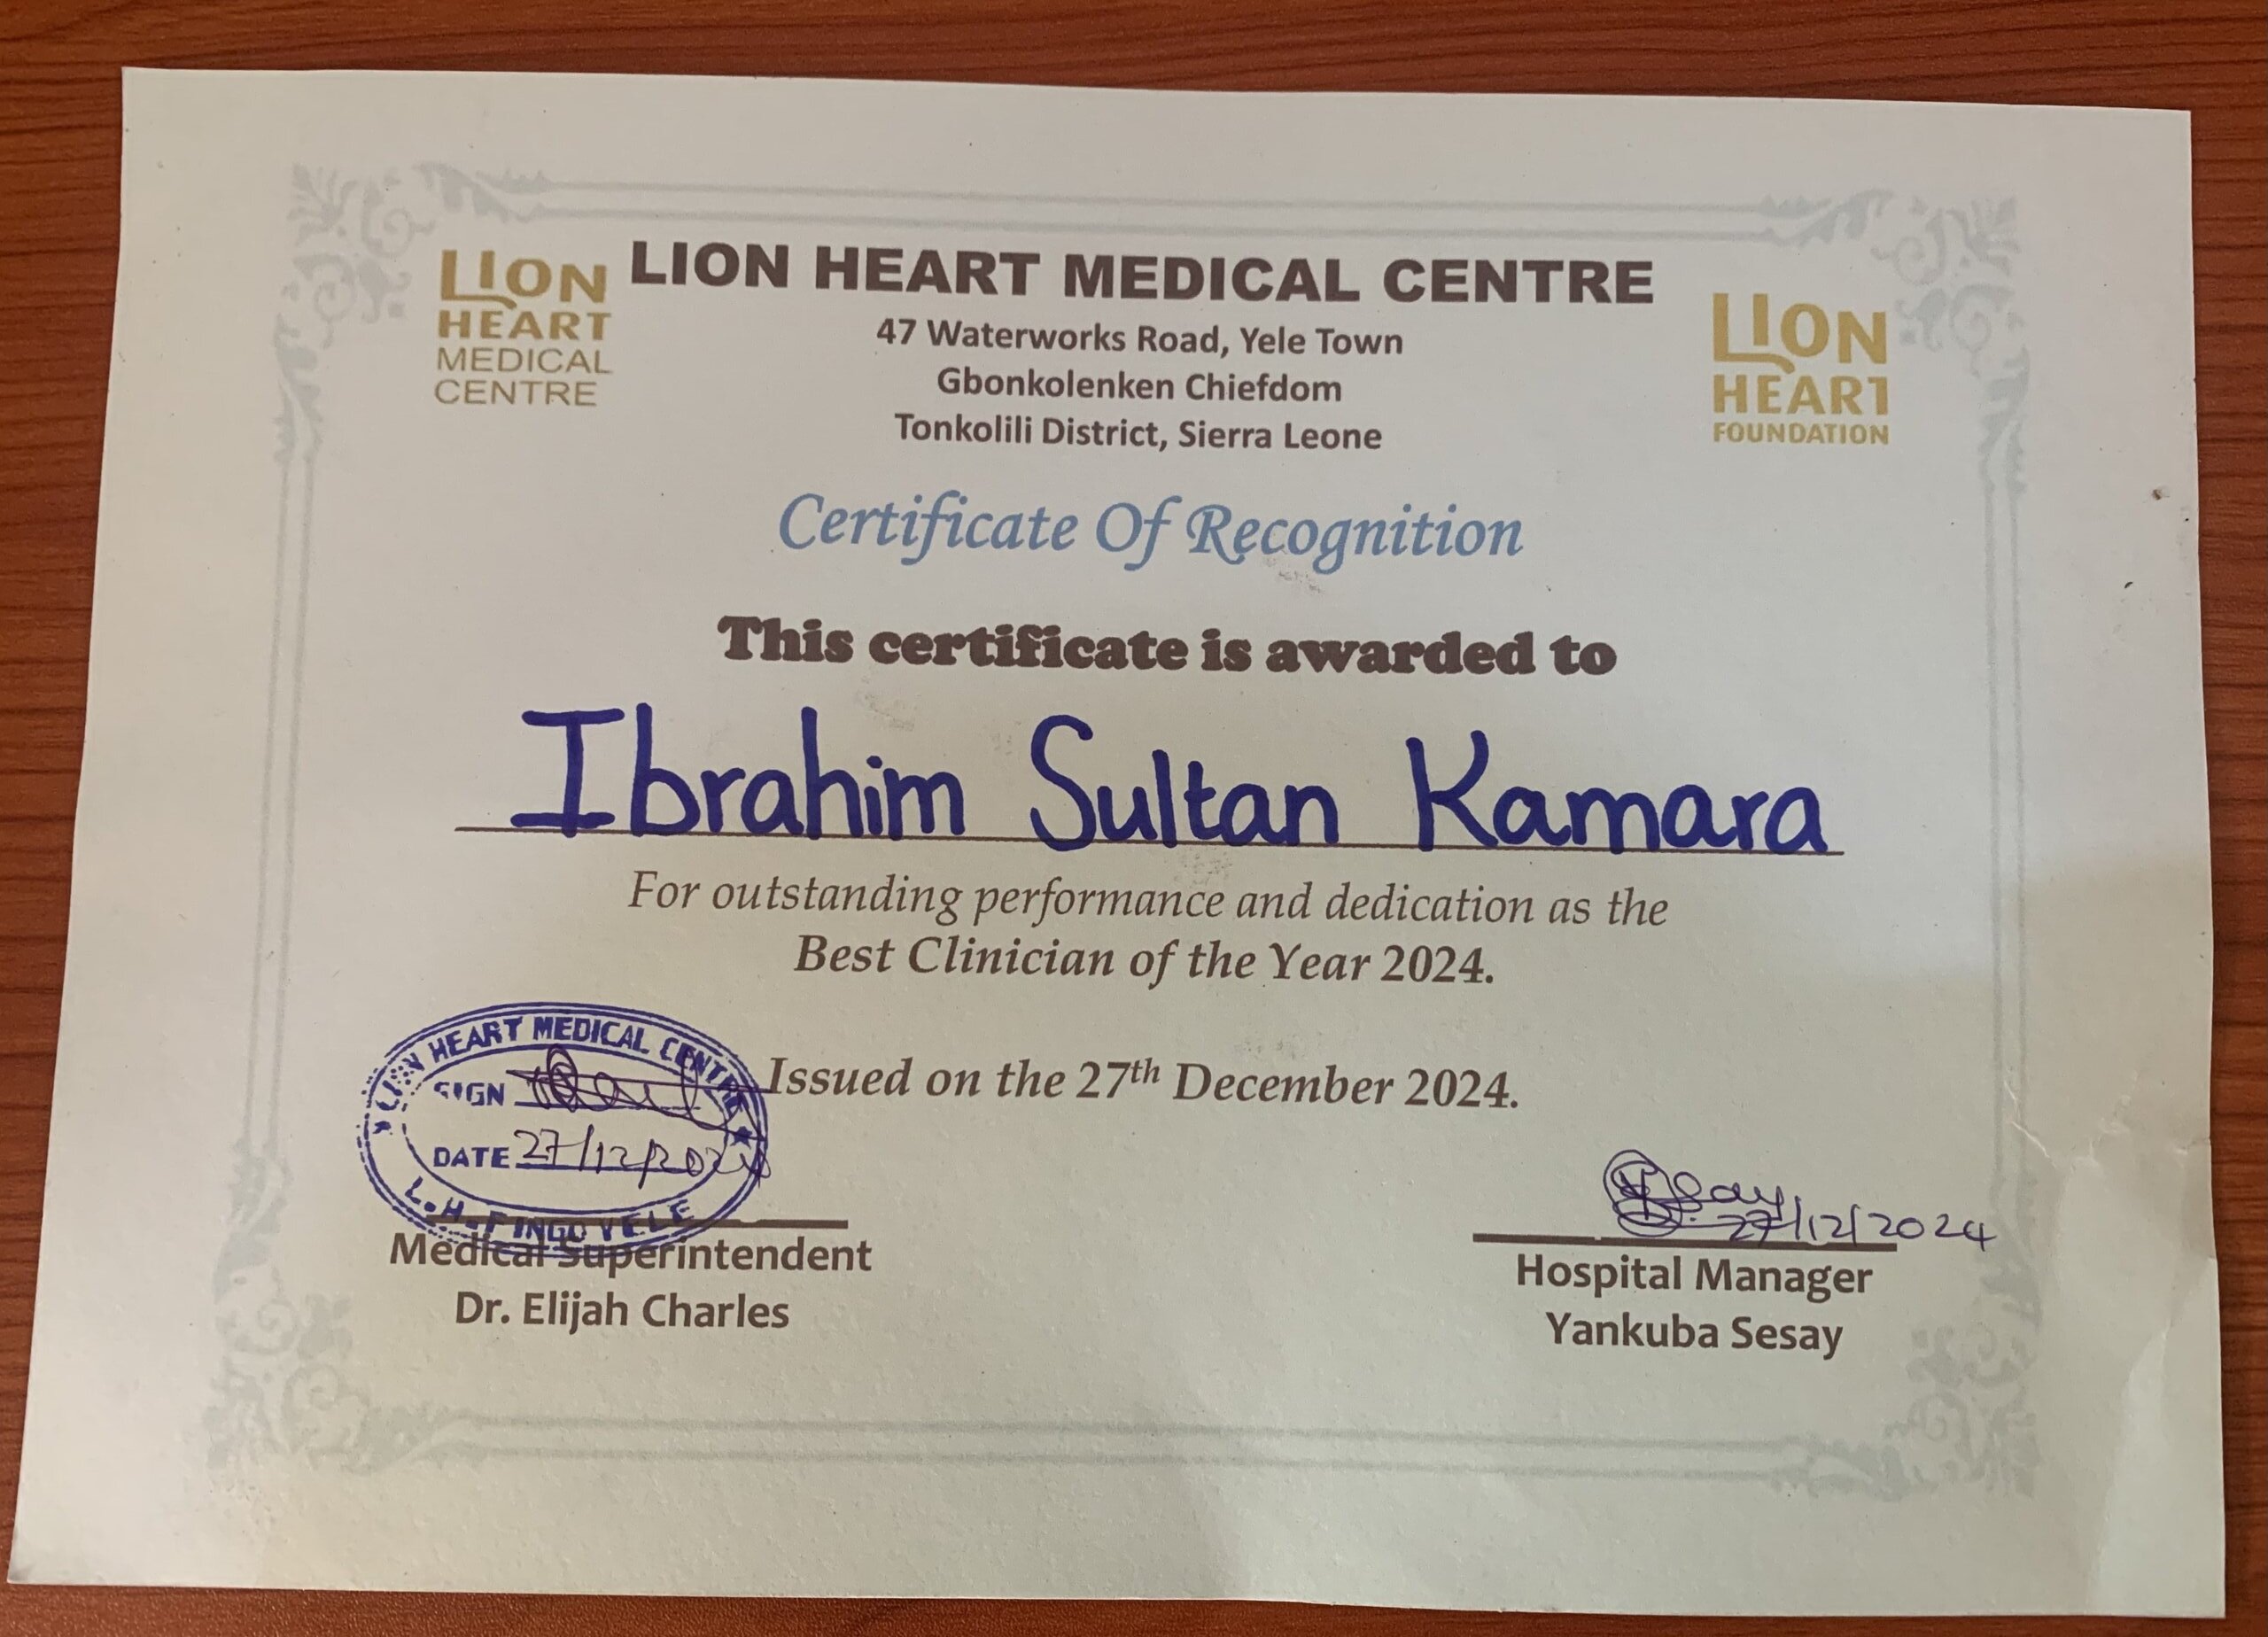 LION
HEART
MEDICAL
CENTRE
LION HEART MEDICAL CENTRE
47 Waterworks Road, Yele Town
Gbonkolenken Chiefdom
Tonkolili District, Sierra Leone
LION
HEART
FOUNDATION
Certificate Of Recognition
This certificate is awarded to
Ibrahim Sultan Kamara
For outstanding performance and dedication as the
Best Clinician of the Year 2024.
Issued on the 27th December 2024.
LION HEART MEDICAL CENTRE
SIGN
DATE 27/12/2024
YELE
Medical Superintendent
Dr. Elijah Charles
27/12/2024
Hospital Manager
Yankuba Sesay